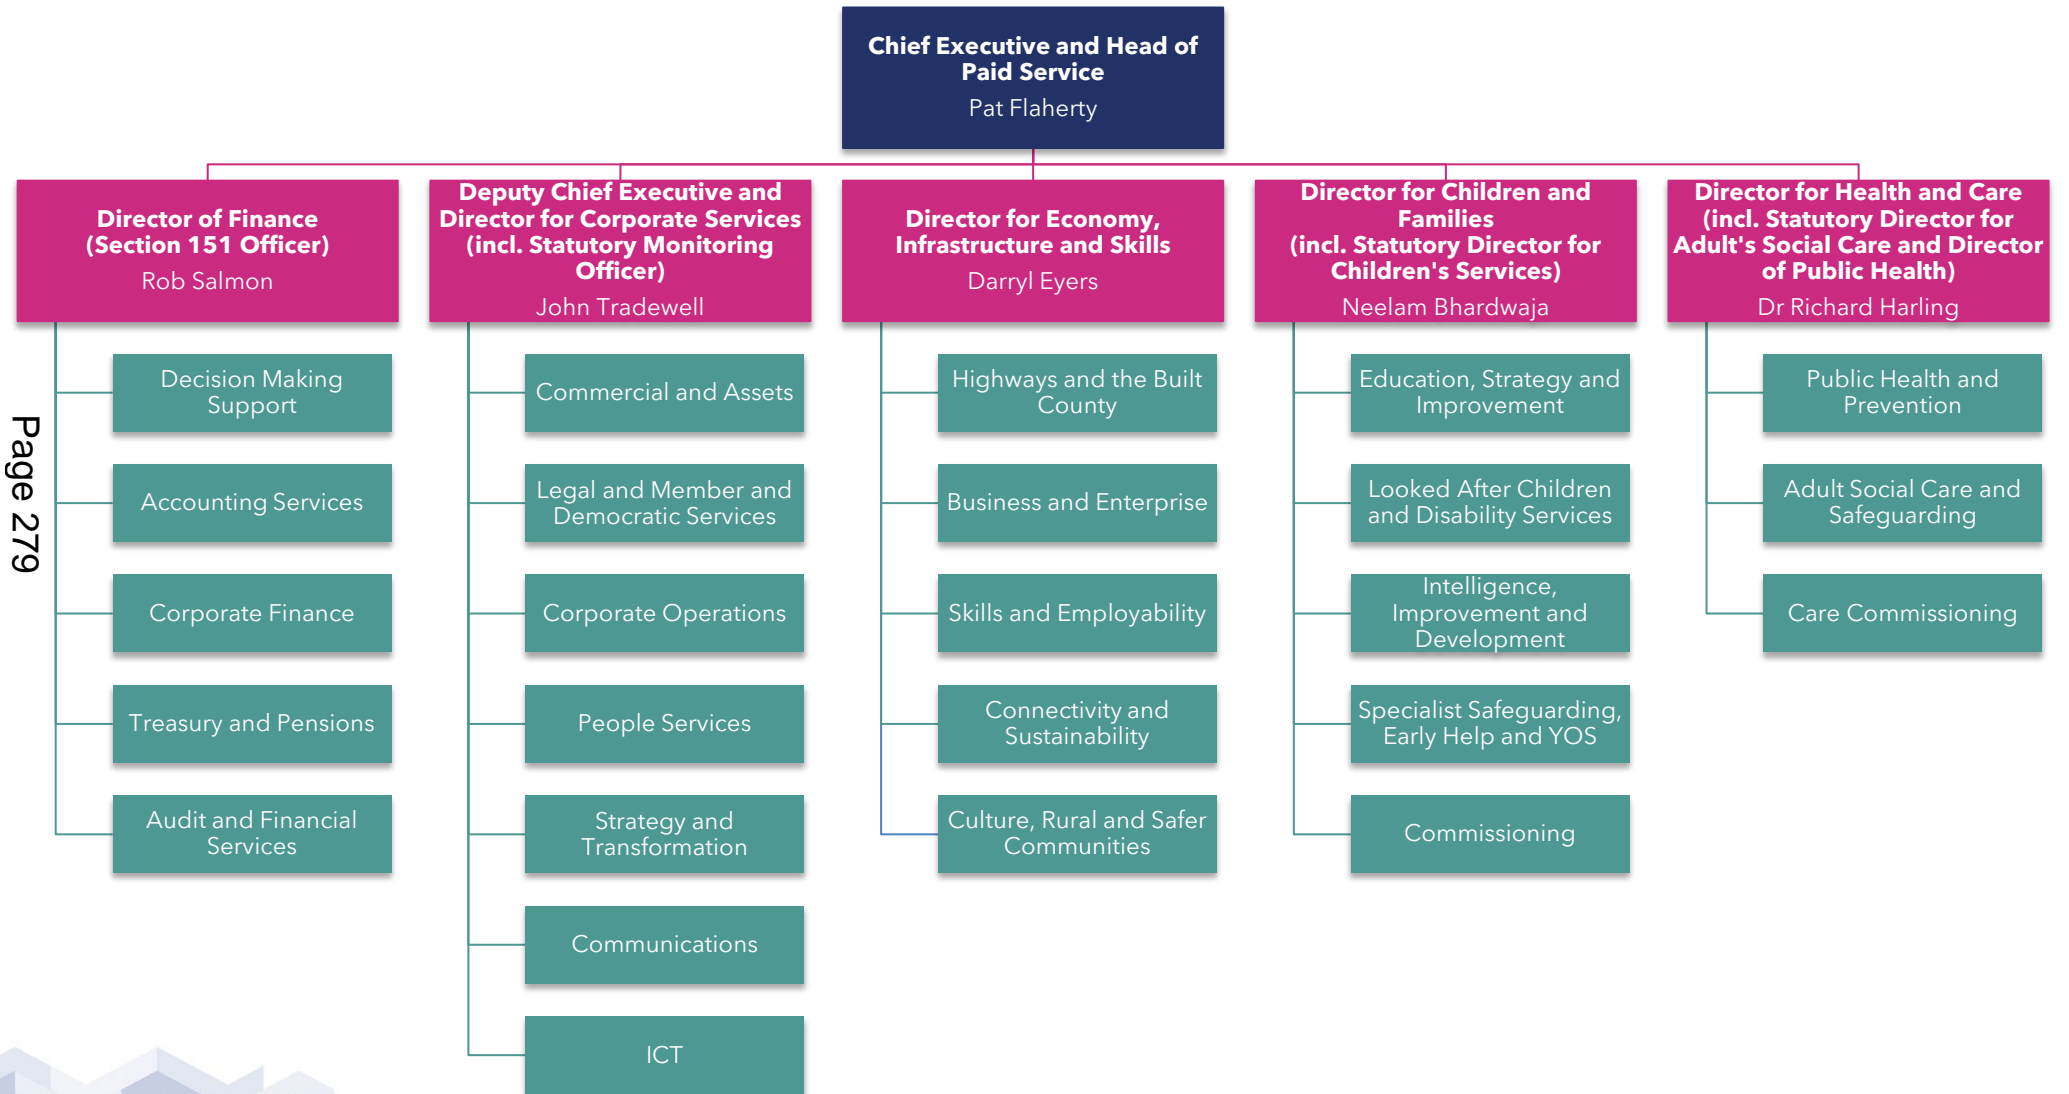 Chief Executive and Head of
Paid Service
Pat Flaherty
Director of Finance
(Section 151 Officer)
Rob Salmon
Decision Making
Support
Accounting Services
Corporate Finance
Treasury and Pensions
Audit and Financial
Services
Deputy Chief Executive and
Director for Corporate Services
(incl. Statutory Monitoring
Officer)
John Tradewell
Commercial and Assets
Legal and Member and
Democratic Services
Corporate Operations
People Services
Strategy and
Transformation
Communications
ICT
Director for Economy,
Infrastructure and Skills
Darryl Eyers
Highways and the Built
County
Business and Enterprise
Skills and Employability
Connectivity and
Sustainability
Culture, Rural and Safer
Communities
Director for Children and
Families
(incl. Statutory Director for
Children's Services)
Neelam Bhardwaja
Education, Strategy and
Improvement
Looked After Children
and Disability Services
Intelligence,
Improvement and
Development
Specialist Safeguarding,
Early Help and YOS
Commissioning
Director for Health and Care
(incl. Statutory Director for
Adult's Social Care and Director
of Public Health)
Dr Richard Harling
Public Health and
Prevention
Adult Social Care and
Safeguarding
Care Commissioning
Page 279